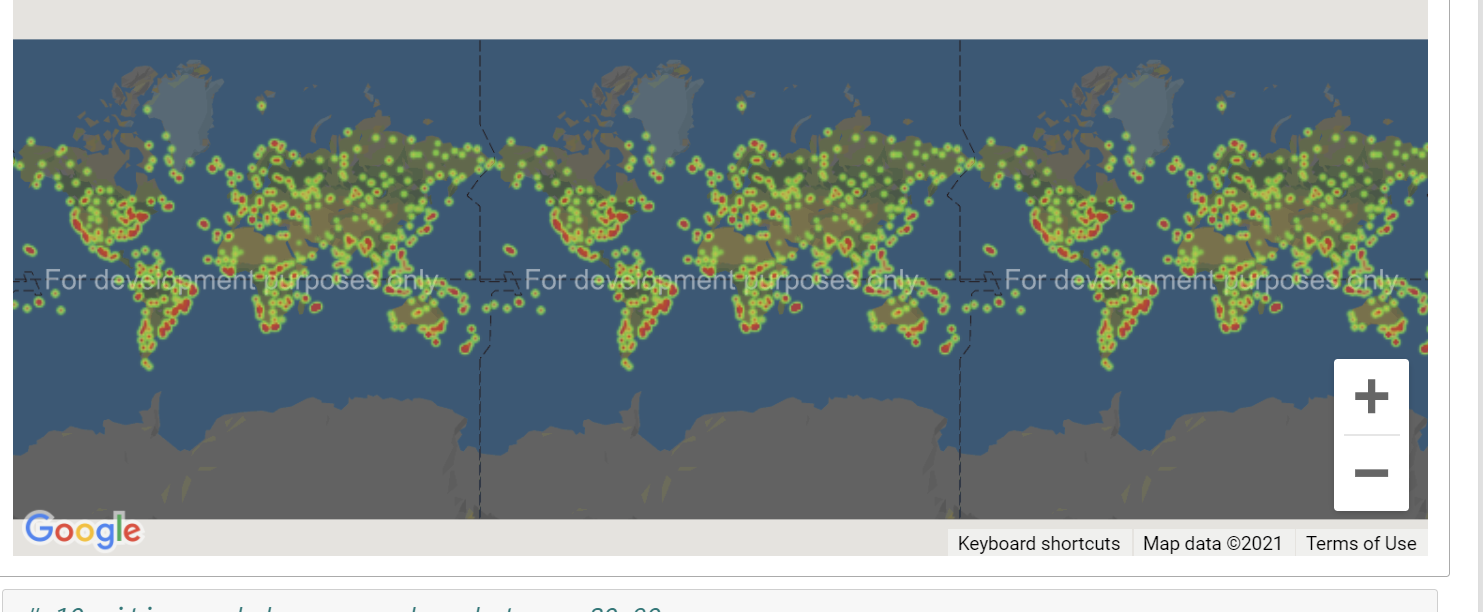 For development purposes only For development purposes only For development purposes only
Google
Keyboard shortcuts Map data ©2021 Terms of Use